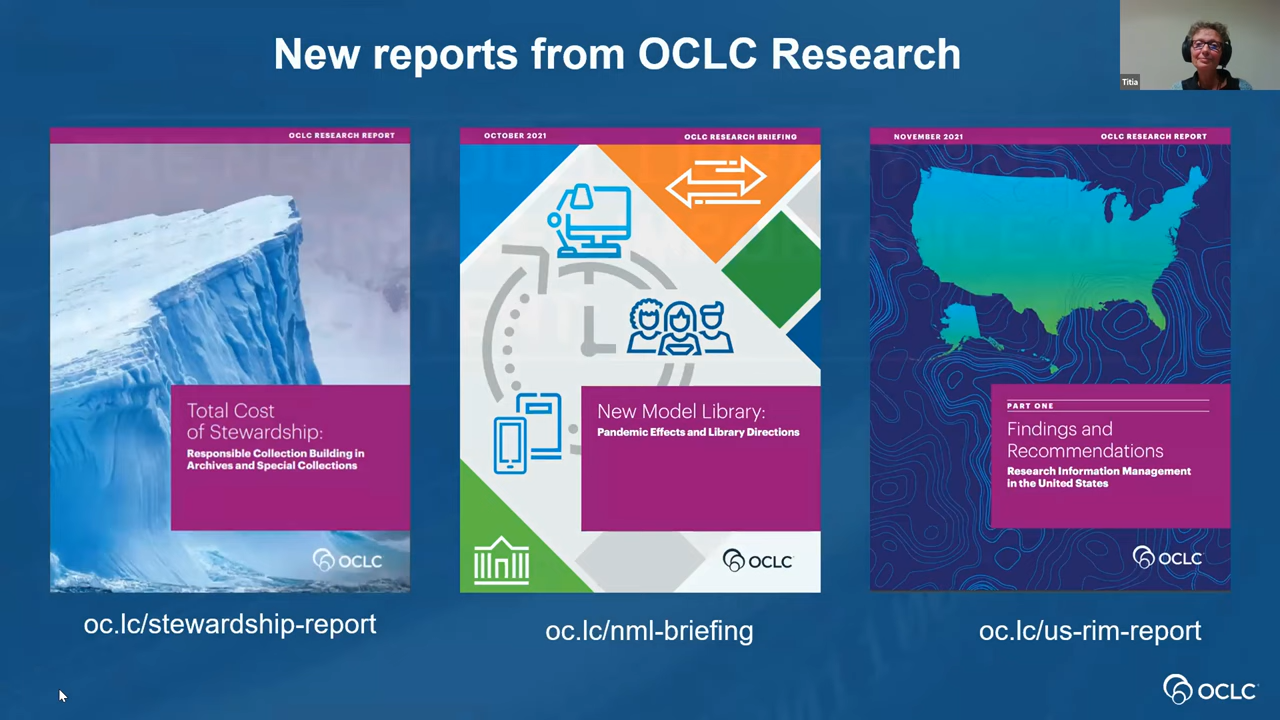 New reports from OCLC Research
Titia
OCLC RESEARCH REPORT
Total Cost
of Stewardship:
Responsible Collection Building in
Archives and Special Collections
OCLC
oc.lc/stewardship-report
OCTOBER 2021
OCLC RESEARCH BRIEFING
New Model Library:
Pandemic Effects and Library Directions
OCLC
oc.lc/nml-briefing
NOVEMBER 2021
OCLC RESEARCH REPORT
PART ONE
Findings and
Recommendations
Research Information Management
in the United States
OCLC
oc.lc/us-rim-report
OCLC